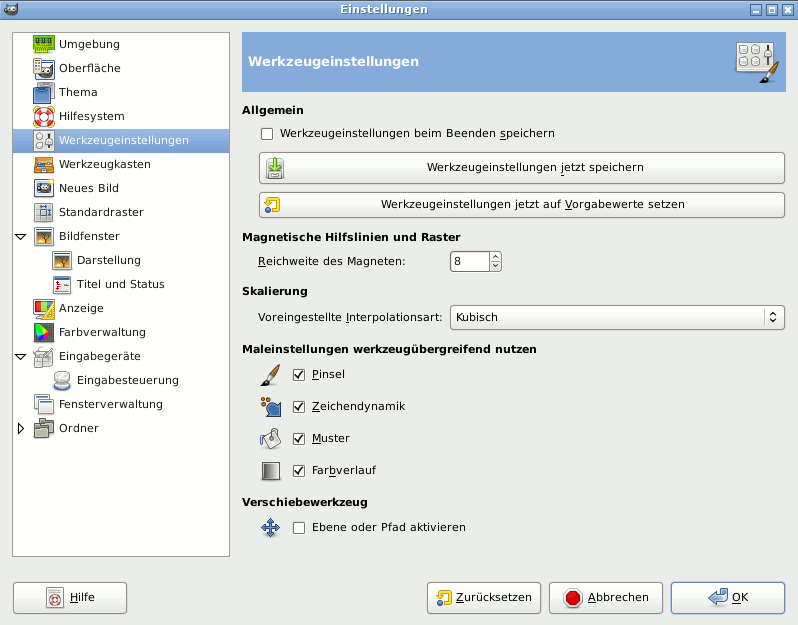 Einstellungen
Umgebung
Oberfläche
Thema
Hilfesystem
Werkzeugeinstellungen
Werkzeugkasten
Neues Bild
Standardraster
Bildfenster
Darstellung
Titel und Status
Anzeige
Farbverwaltung
Eingabegeräte
Eingabesteuerung
Fensterverwaltung
Ordner
Werkzeugeinstellungen
Allgemein
Werkzeugeinstellungen beim Beenden speichern
Werkzeugeinstellungen jetzt speichern
Werkzeugeinstellungen jetzt auf Vorgabewerte setzen
Magnetische Hilfslinien und Raster
Reichweite des Magneten: 8
Skalierung
Voreingestellte Interpolationsart: Kubisch
Maleinstellungen werkzeugübergreifend nutzen
Pinsel
Zeichendynamik
Muster
Farbverlauf
Verschiebewerkzeug
Ebene oder Pfad aktivieren
Hilfe Zurücksetzen Abbrechen OK